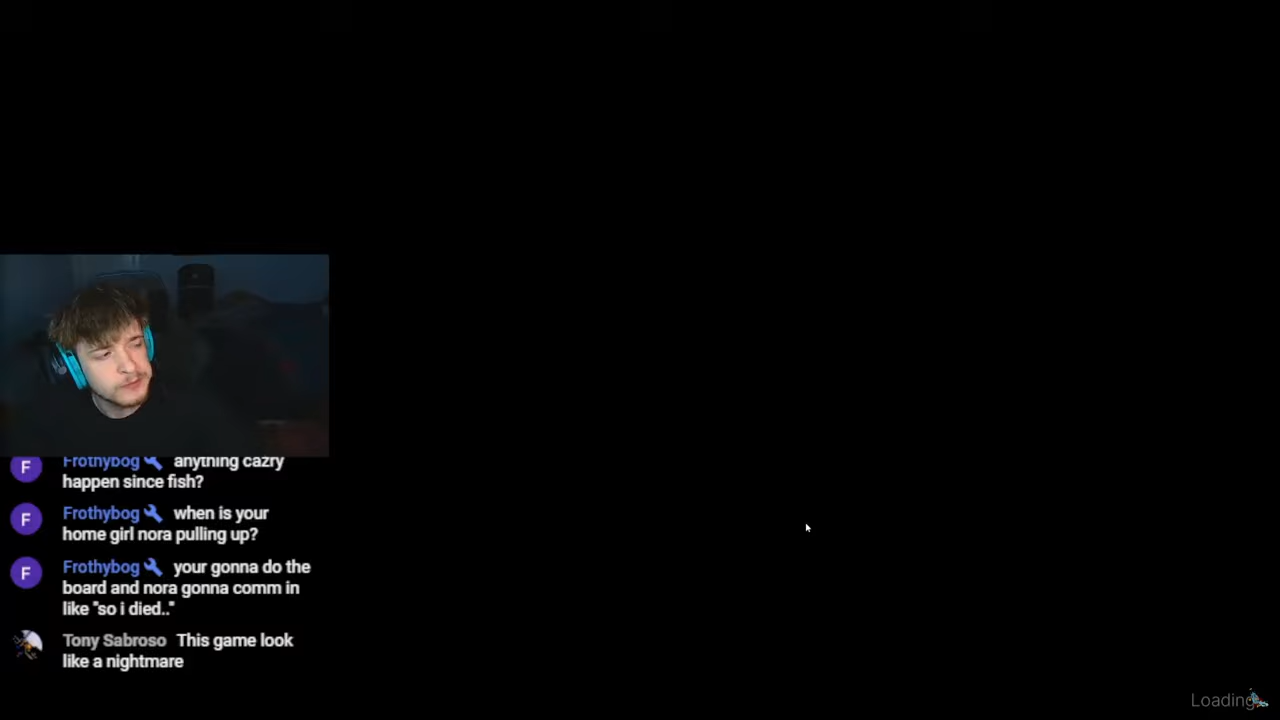 F Frothybog anything cazry
happen since fish?
F Frothybog when is your
home girl nora pulling up?
F Frothybog your gonna do the
board and nora gonna comm in
like "so i died.."
Tony Sabroso This game look
like a nightmare
Loading